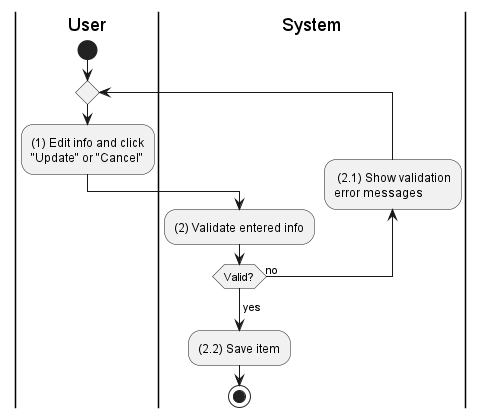 User
System
(1) Edit info and click
"Update" or "Cancel"
(2.1) Show validation
error messages
(2) Validate entered info
Valid?
no
yes
(2.2) Save item